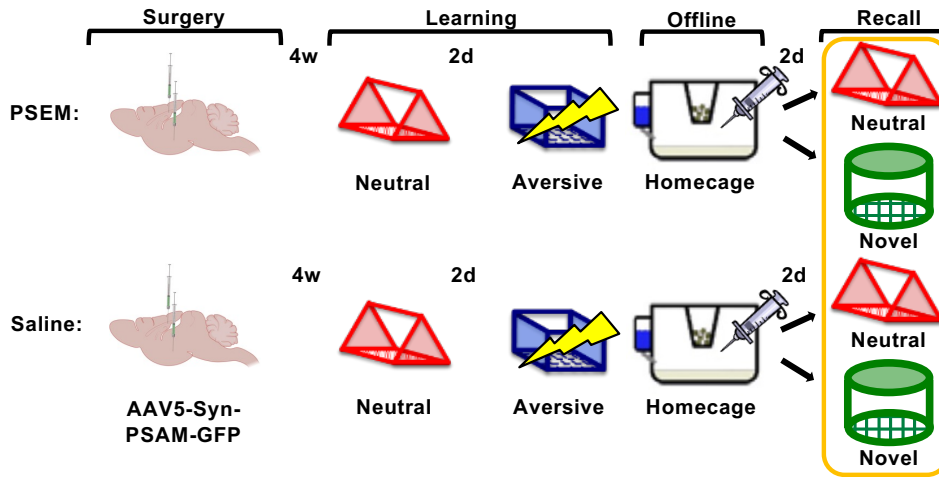 Surgery
Learning
Offline
Recall
4w
2d
2d
PSEM:
Neutral
Aversive
Homecage
Neutral
Novel
4w
2d
2d
Saline:
Neutral
Aversive
Homecage
Neutral
AAV5-Syn-
PSAM-GFP
Novel